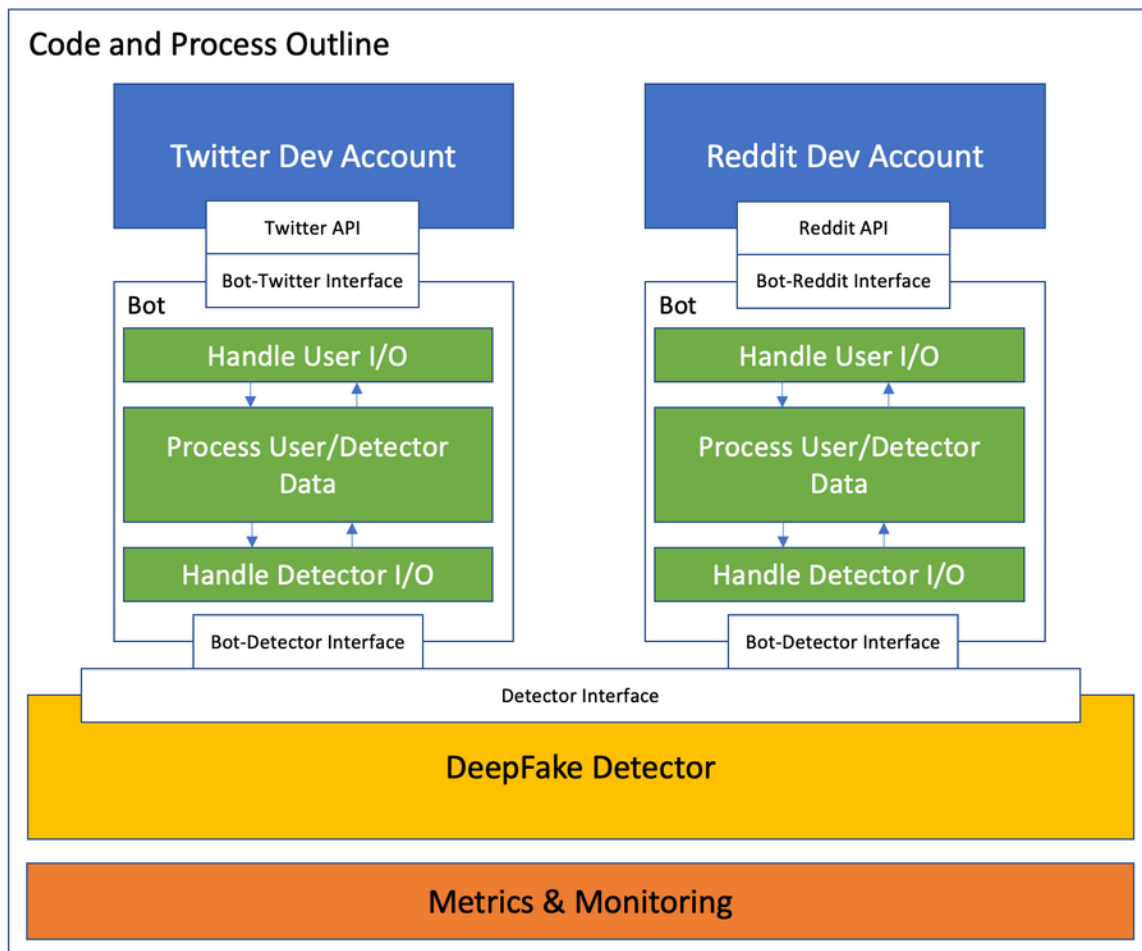 Code and Process Outline
Twitter Dev Account
Reddit Dev Account
Twitter API
Reddit API
Bot-Twitter Interface
Bot-Reddit Interface
Bot
Bot
Handle User I/O
Handle User I/O
Process User/Detector
Data
Process User/Detector
Data
Handle Detector I/O
Handle Detector I/O
Bot-Detector Interface
Bot-Detector Interface
Detector Interface
DeepFake Detector
Metrics & Monitoring